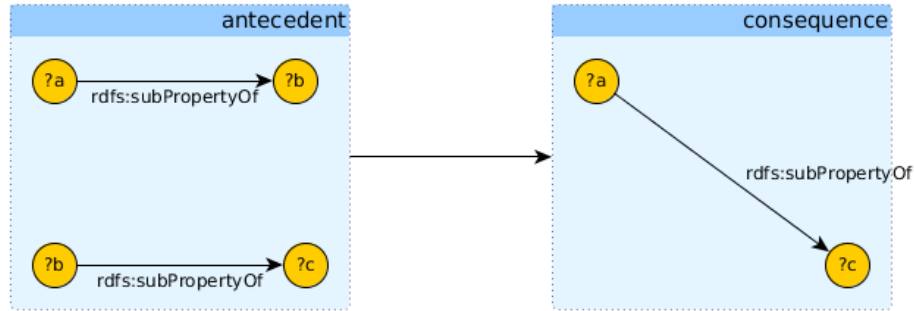 antecedent
?a
?b
rdfs:subPropertyOf
?b
?c
rdfs:subPropertyOf
consequence
?a
rdfs:subPropertyOf
?c